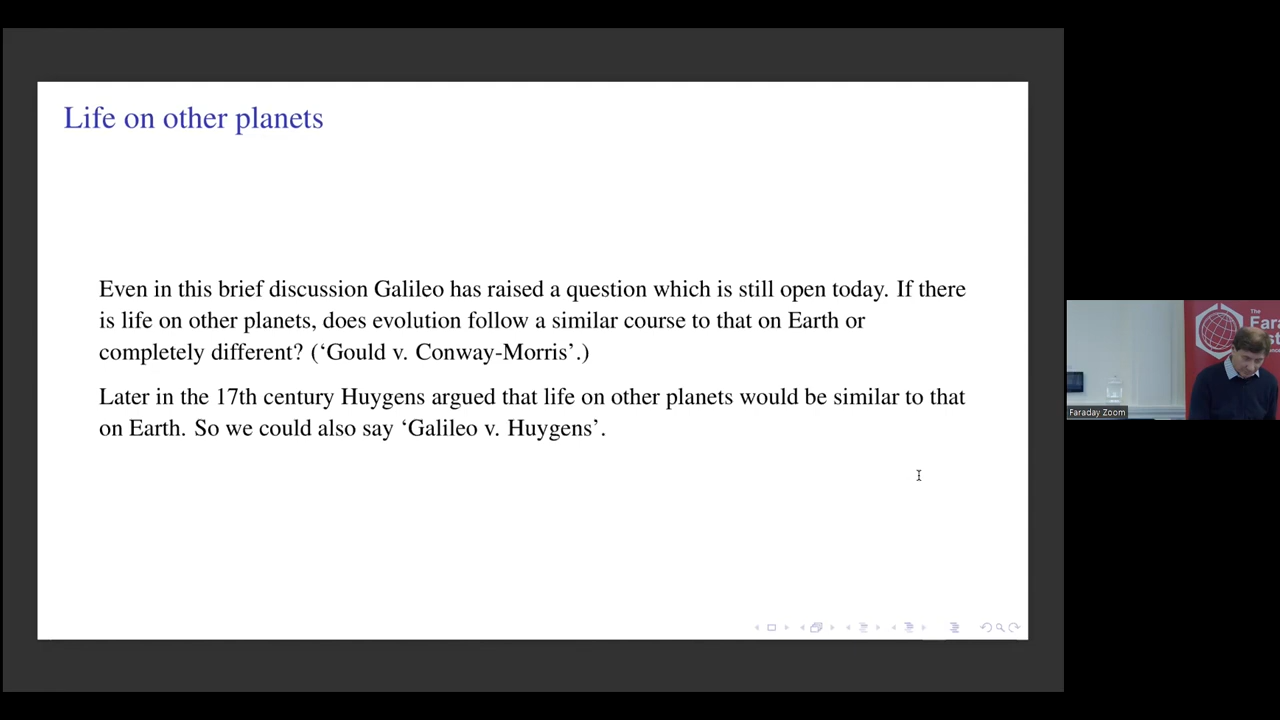 Life on other planets
Even in this brief discussion Galileo has raised a question which is still open today. If there
is life on other planets, does evolution follow a similar course to that on Earth or
completely different? (‘Gould v. Conway-Morris’.)
Later in the 17th century Huygens argued that life on other planets would be similar to that
on Earth. So we could also say ‘Galileo v. Huygens’.
The
Faraday Zoom